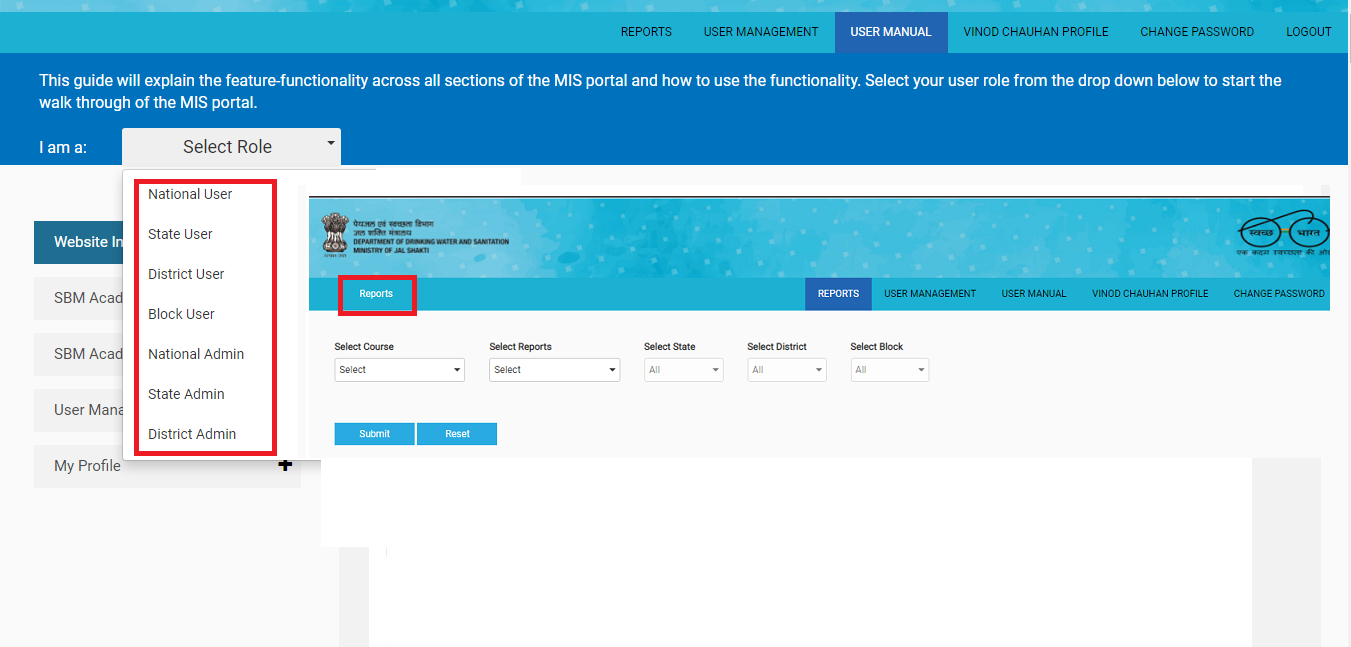 REPORTS USER MANAGEMENT USER MANUAL VINOD CHAUHAN PROFILE CHANGE PASSWORD LOGOUT
This guide will explain the feature-functionality across all sections of the MIS portal and how to use the functionality. Select your user role from the drop down below to start the
walk through of the MIS portal.
I am a: Select Role
National User
State User
District User
Block User
National Admin
State Admin
District Admin
Website In
SBM Acad
SBM Acad
User Mana
My Profile +
पेयजल एवं स्वच्छता विभाग
जल शक्ति मंत्रालय
DEPARTMENT OF DRINKING WATER AND SANITATION
MINISTRY OF JAL SHAKTI
स्वच्छ भारत
एक कदम स्वच्छता की ओर
Reports REPORTS USER MANAGEMENT USER MANUAL VINOD CHAUHAN PROFILE CHANGE PASSWORD
Select Course Select Reports Select State Select District Select Block
Select Select All All All
Submit Reset